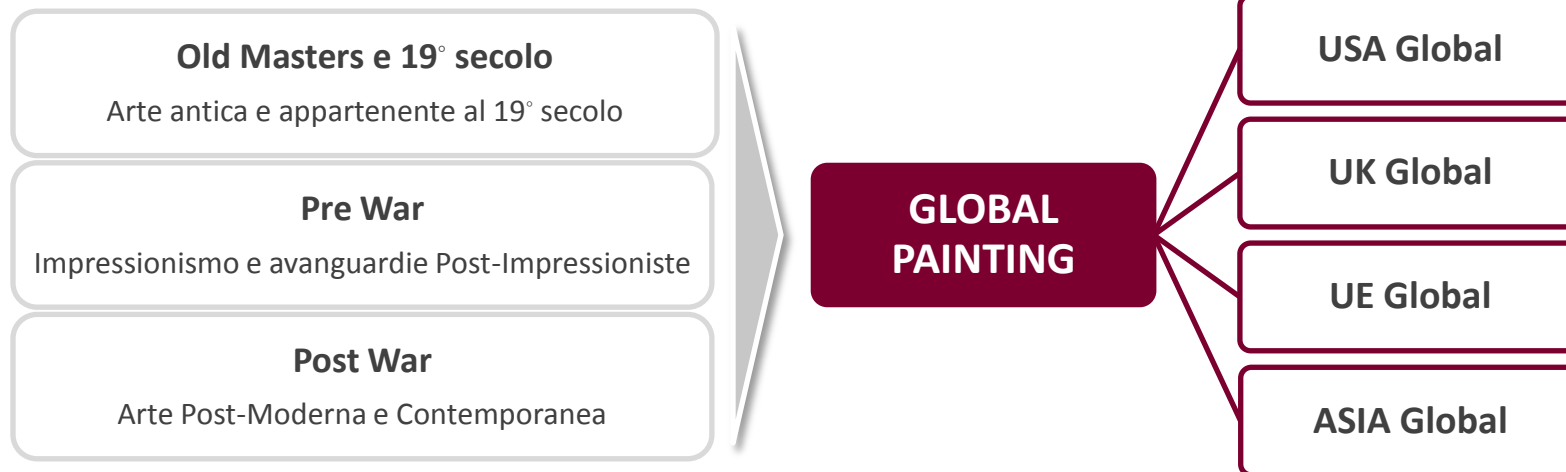 Old Masters e 19° secolo
Arte antica e appartenente al 19° secolo
Pre War
Impressionismo e avanguardie Post-Impressioniste
Post War
Arte Post-Moderna e Contemporanea
GLOBAL
PAINTING
USA Global
UK Global
UE Global
ASIA Global